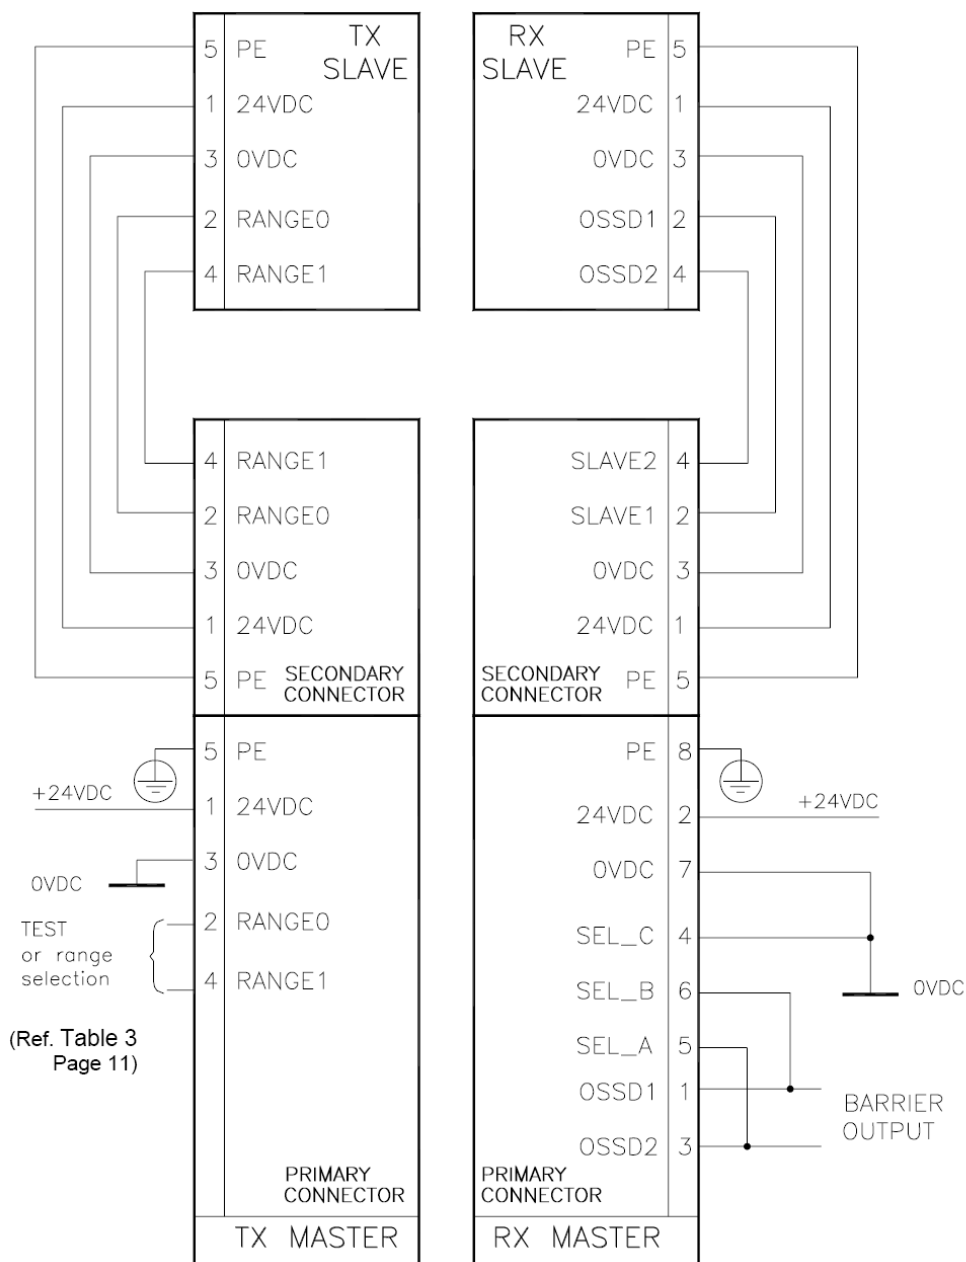 TX
SLAVE
5 PE
1 24VDC
3 0VDC
2 RANGE0
4 RANGE1
RX
SLAVE
PE 5
24VDC 1
0VDC 3
OSSD1 2
OSSD2 4
4 RANGE1
2 RANGE0
3 0VDC
1 24VDC
5 PE
SECONDARY
CONNECTOR
SLAVE2 4
SLAVE1 2
0VDC 3
24VDC 1
PE 5
SECONDARY
CONNECTOR
5 PE
+24VDC
1 24VDC
3 0VDC
0VDC
2 RANGE0
4 RANGE1
TEST
or range
selection
(Ref. Table 3
Page 11)
PRIMARY
CONNECTOR
TX MASTER
PE 8
+24VDC
24VDC 2
0VDC 7
SEL_C 4
SEL_B 6
0VDC
SEL_A 5
OSSD1 1
OSSD2 3
BARRIER
OUTPUT
PRIMARY
CONNECTOR
RX MASTER